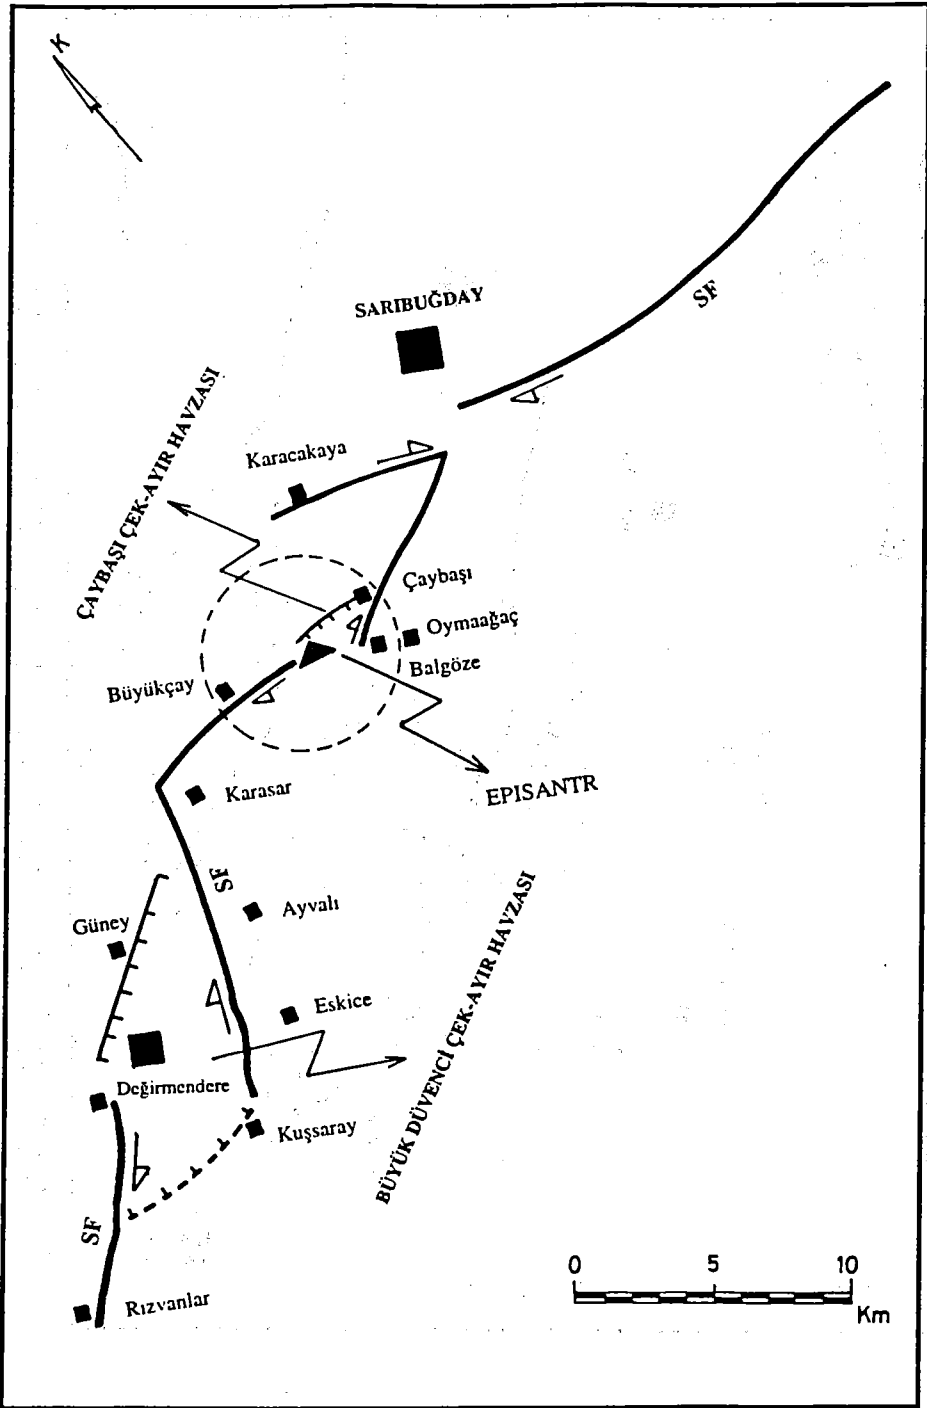 K
SF
SARIBUĞDAY
ÇAYBAŞI ÇEK-AYIR HAVZASI
Karacakaya
Çaybaşı
Oymaağaç
Balgöze
Büyükçay
EPISANTR
Karasar
SF
Ayvalı
Güney
Eskice
BÜYÜK DÜVENCİ ÇEK-AYIR HAVZASI
Değirmendere
Kuşsaray
SF
Rızvanlar
0 5 10
Km